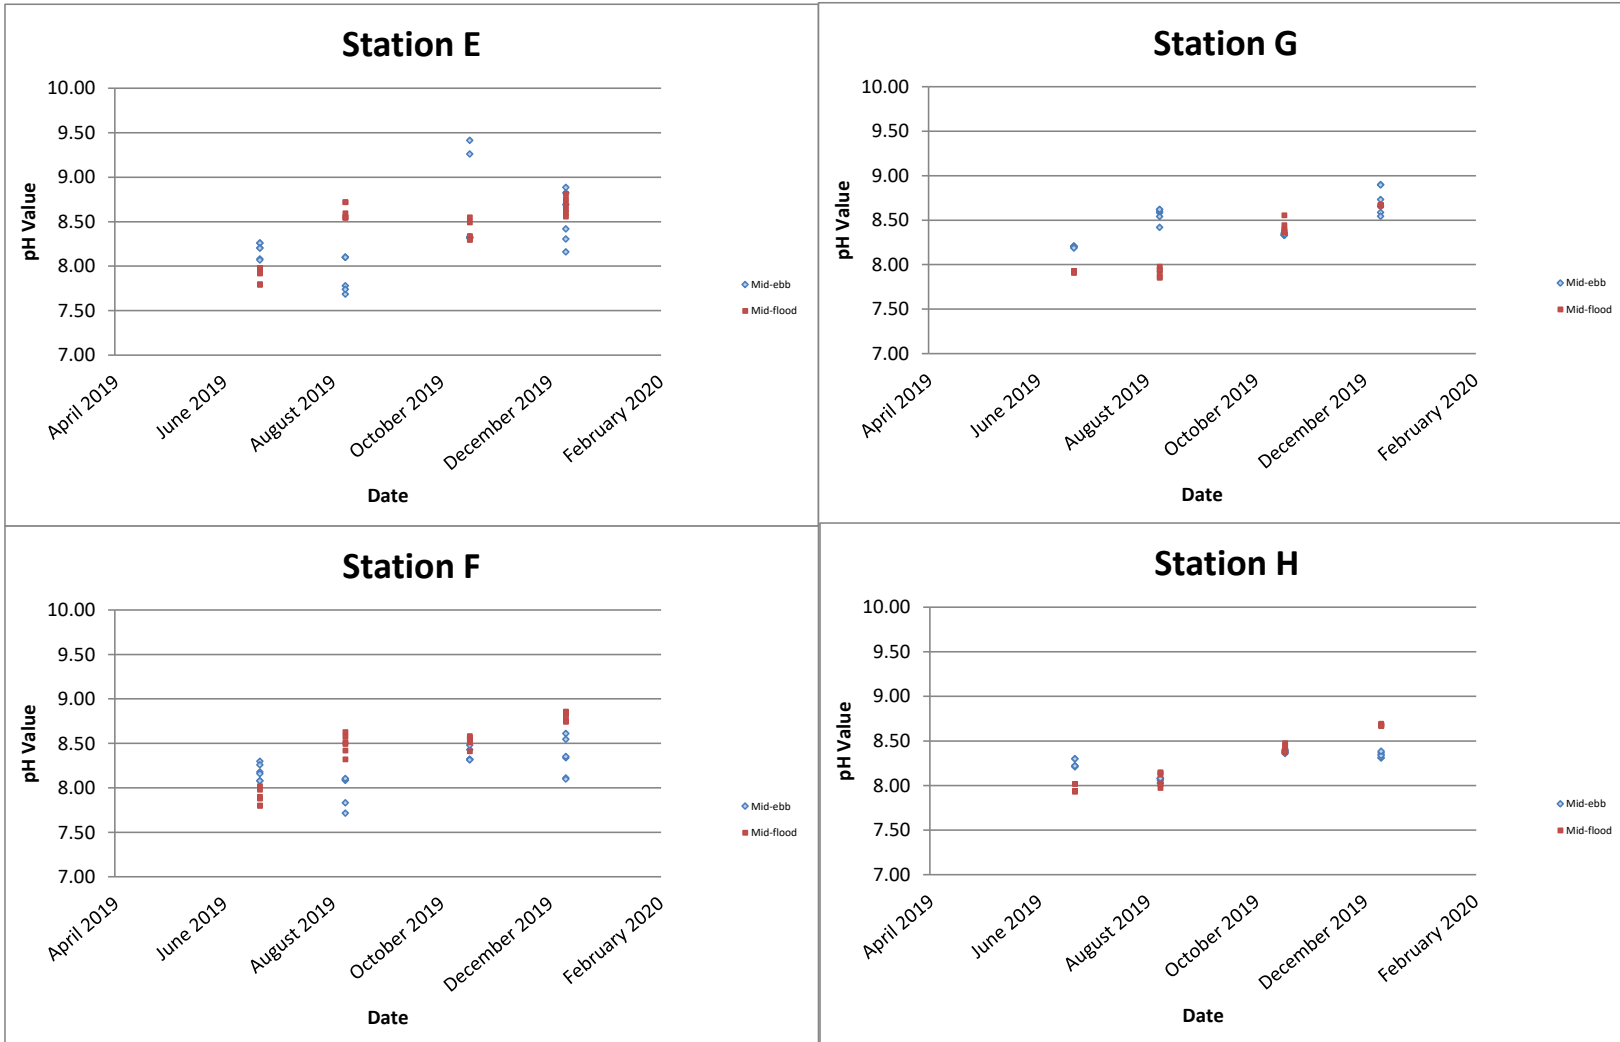 Station E
10.00
9.50
9.00
8.50
8.00
7.50
7.00
pH Value
Mid-ebb
Mid-flood
April 2019
June 2019
August 2019
October 2019
December 2019
February 2020
Date
Station G
10.00
9.50
9.00
8.50
8.00
7.50
7.00
pH Value
Mid-ebb
Mid-flood
April 2019
June 2019
August 2019
October 2019
December 2019
February 2020
Date
Station F
10.00
9.50
9.00
8.50
8.00
7.50
7.00
pH Value
Mid-ebb
Mid-flood
April 2019
June 2019
August 2019
October 2019
December 2019
February 2020
Date
Station H
10.00
9.50
9.00
8.50
8.00
7.50
7.00
pH Value
Mid-ebb
Mid-flood
April 2019
June 2019
August 2019
October 2019
December 2019
February 2020
Date